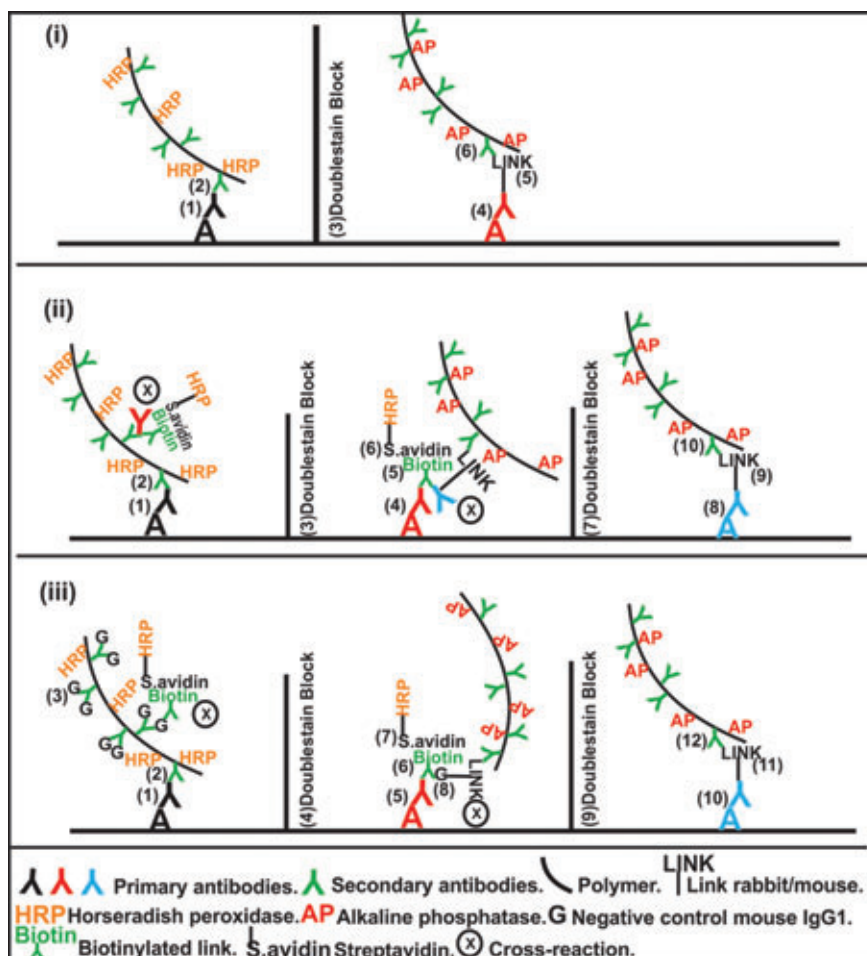 (i)
HRP
HRP
HRP HRP
(2)
(1)
A
(3)Doublestain Block
AP
AP
AP AP
(6)
LINK
(5)
(4)
A
(ii)
HRP
X
HRP
HRP
S.avidin
Biotin
HRP HRP
(2)
(1)
A
(3)Doublestain Block
AP
AP
HRP
(6)S.avidin
Biotin
(5)
LINK
AP
AP
(4)
X
A
(7)Doublestain Block
AP
AP
AP AP
(10)
LINK
(9)
(8)
A
(iii)
G
G
HRP
HRP
(3)
G
G
S.avidin
HRP
Biotin
X
G
G
GG
HRP HRP
(2)
(1)
A
(4)Doublestain Block
AP
AP
AP
AP
HRP
(7)
S.avidin
Biotin
(6)
G
(8)
LINK
(5)
X
A
(9)Doublestain Block
AP
AP
AP AP
(12)
LINK
(11)
(10)
A
LINK
Primary antibodies. Secondary antibodies. Polymer. Link rabbit/mouse.
HRP Horseradish peroxidase. AP Alkaline phosphatase. G Negative control mouse IgG1.
Biotin
Biotinylated link. S.avidin Streptavidin. X Cross-reaction.